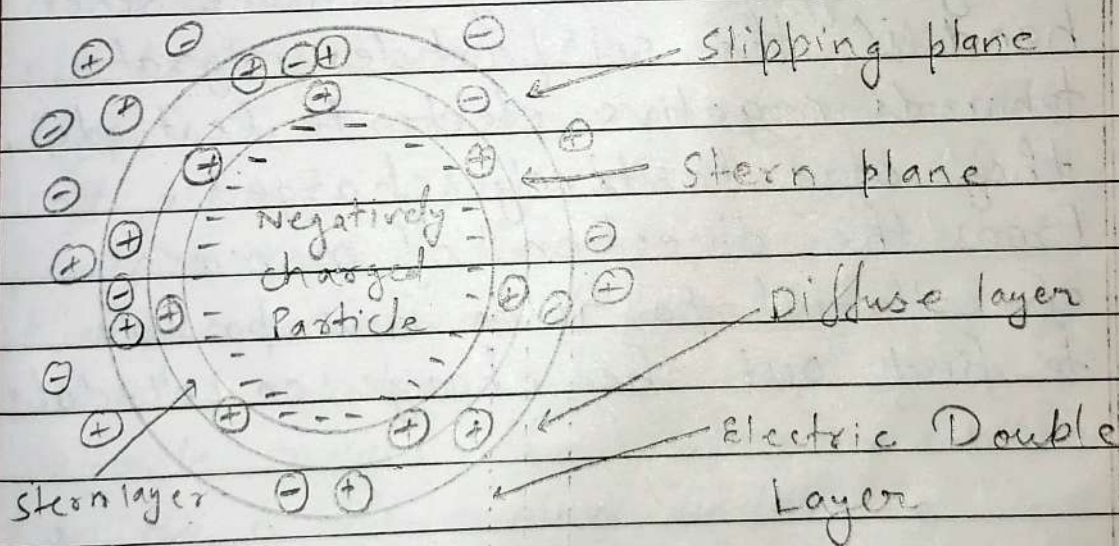 Slipping plane
Stern plane
Negatively
charged
Particle
Diffuse layer
Electric Double
Layer
Stern layer